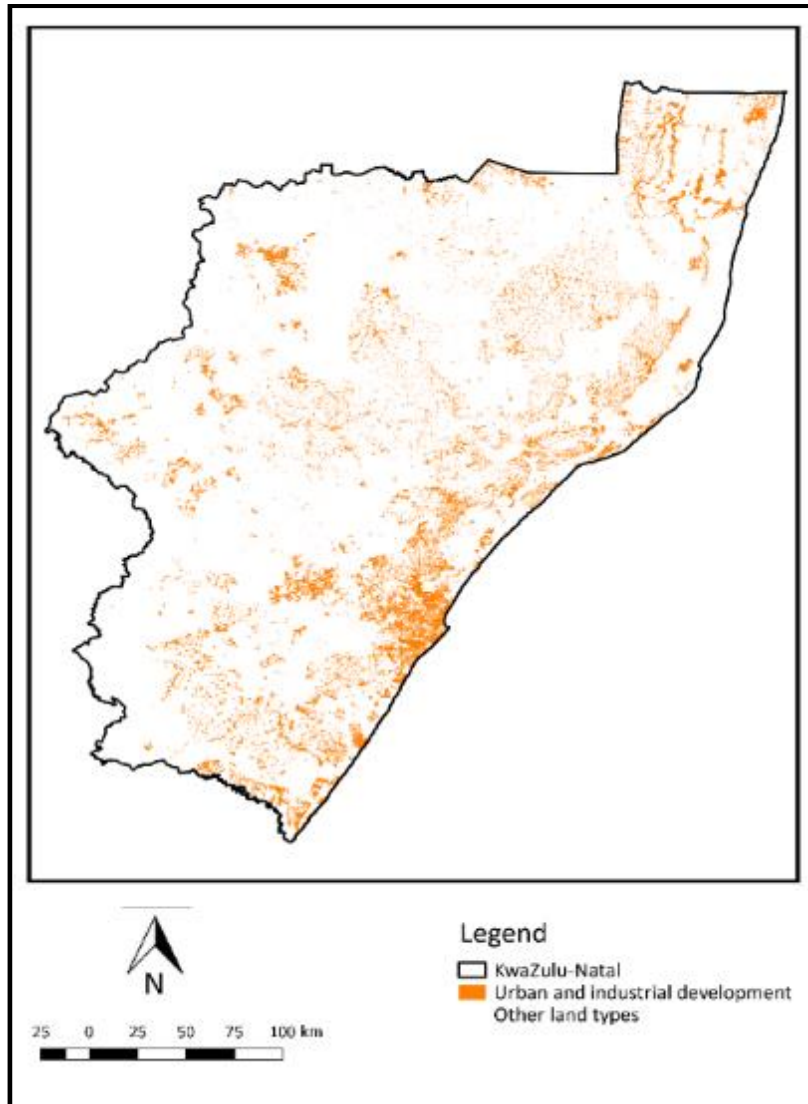 N
25 0 25 50 75 100 km
Legend
KwaZulu-Natal
Urban and industrial development
Other land types